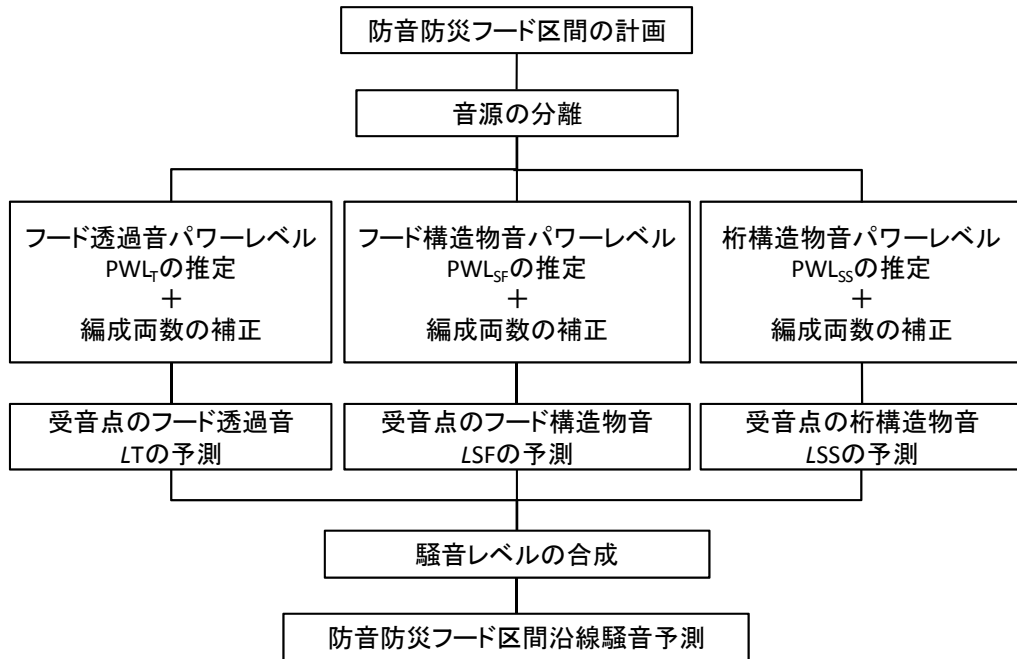 防音防災フード区間の計画
音源の分離
フード透過音パワーレベル
PWL_Tの推定
＋
編成両数の補正
フード構造物音パワーレベル
PWL_SFの推定
＋
編成両数の補正
桁構造物音パワーレベル
PWL_SSの推定
＋
編成両数の補正
受音点のフード透過音
LTの予測
受音点のフード構造物音
LSFの予測
受音点の桁構造物音
LSSの予測
騒音レベルの合成
防音防災フード区間沿線騒音予測